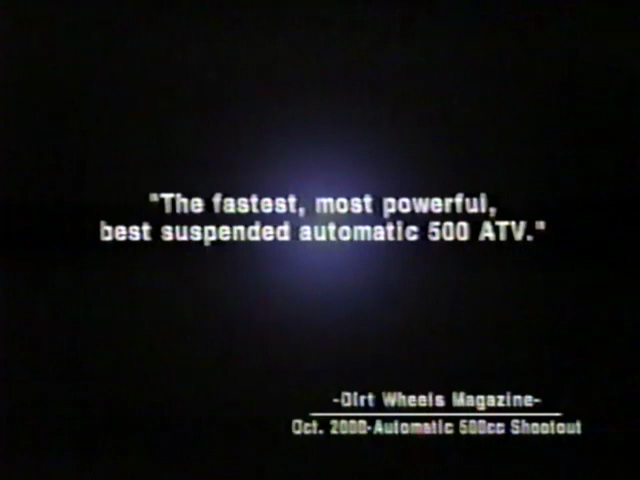 "The fastest, most powerful,
best suspended automatic 500 ATV."
-Dirt Wheels Magazine-
Oct. 2000-Automatic 500cc Shootout